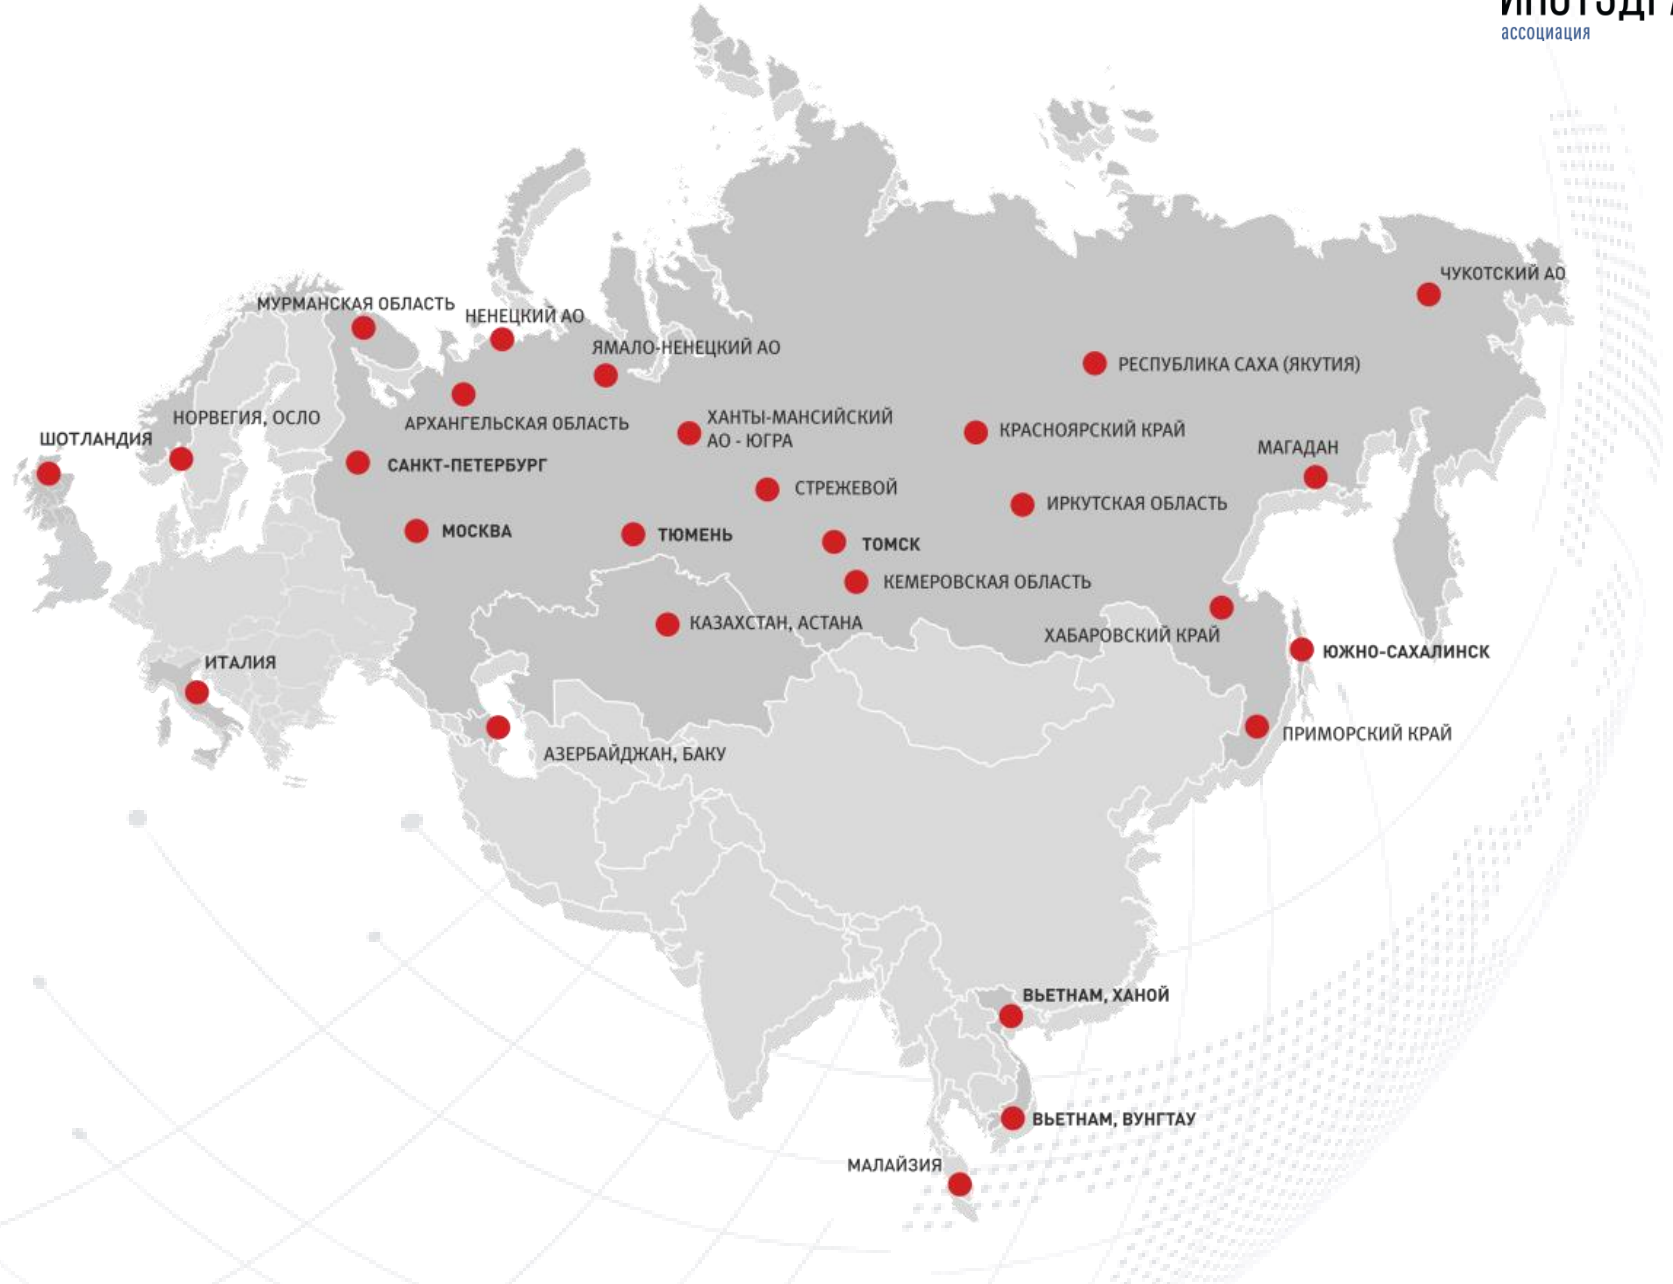 ассоциация
ЧУКОТСКИЙ АО
МУРМАНСКАЯ ОБЛАСТЬ
НЕНЕЦКИЙ АО
ЯМАЛО-НЕНЕЦКИЙ АО
РЕСПУБЛИКА САХА (ЯКУТИЯ)
НОРВЕГИЯ, ОСЛО
АРХАНГЕЛЬСКАЯ ОБЛАСТЬ
ХАНТЫ-МАНСИЙСКИЙ
АО - ЮГРА
КРАСНОЯРСКИЙ КРАЙ
ШОТЛАНДИЯ
МАГАДАН
САНКТ-ПЕТЕРБУРГ
СТРЕЖЕВОЙ
ИРКУТСКАЯ ОБЛАСТЬ
МОСКВА
ТЮМЕНЬ
ТОМСК
КЕМЕРОВСКАЯ ОБЛАСТЬ
КАЗАХСТАН, АСТАНА
ХАБАРОВСКИЙ КРАЙ
ЮЖНО-САХАЛИНСК
ИТАЛИЯ
ПРИМОРСКИЙ КРАЙ
АЗЕРБАЙДЖАН, БАКУ
ВЬЕТНАМ, ХАНОЙ
ВЬЕТНАМ, ВУНГТАУ
МАЛАЙЗИЯ